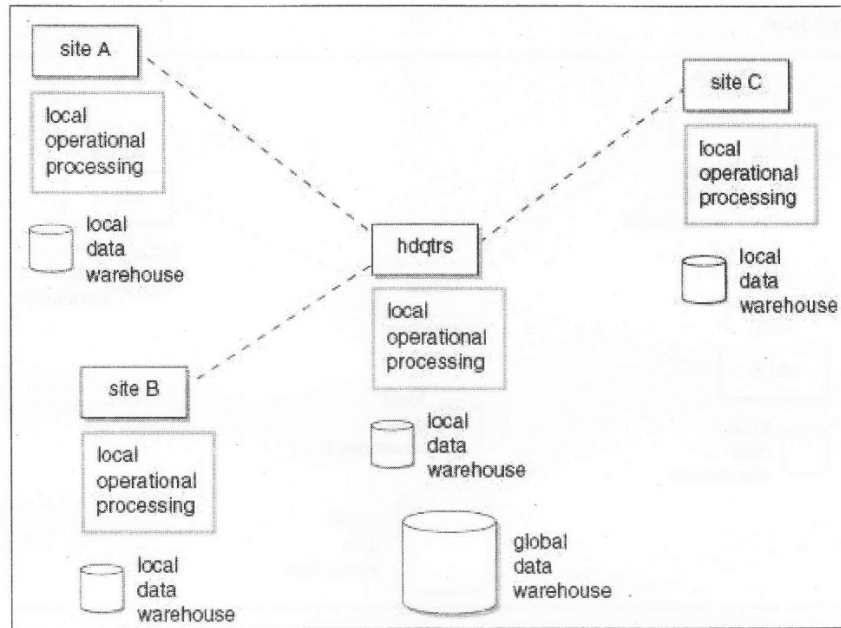 site A
local
operational
processing
local
data
warehouse
site C
local
operational
processing
local
data
warehouse
hdqtrs
local
operational
processing
local
data
warehouse
site B
local
operational
processing
local
data
warehouse
global
data
warehouse